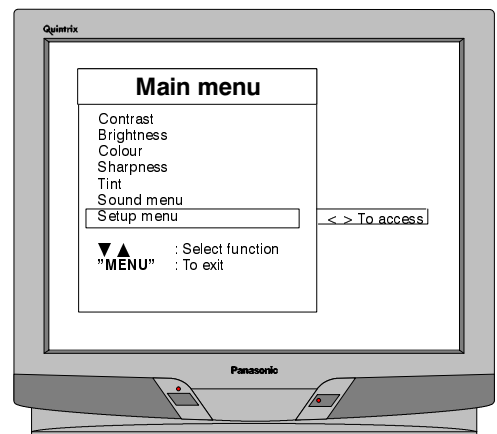 Quintrix
Main menu
Contrast
Brightness
Colour
Sharpness
Tint
Sound menu
Setup menu
< > To access
▼ ▲ : Select function
"MENU" : To exit
Panasonic